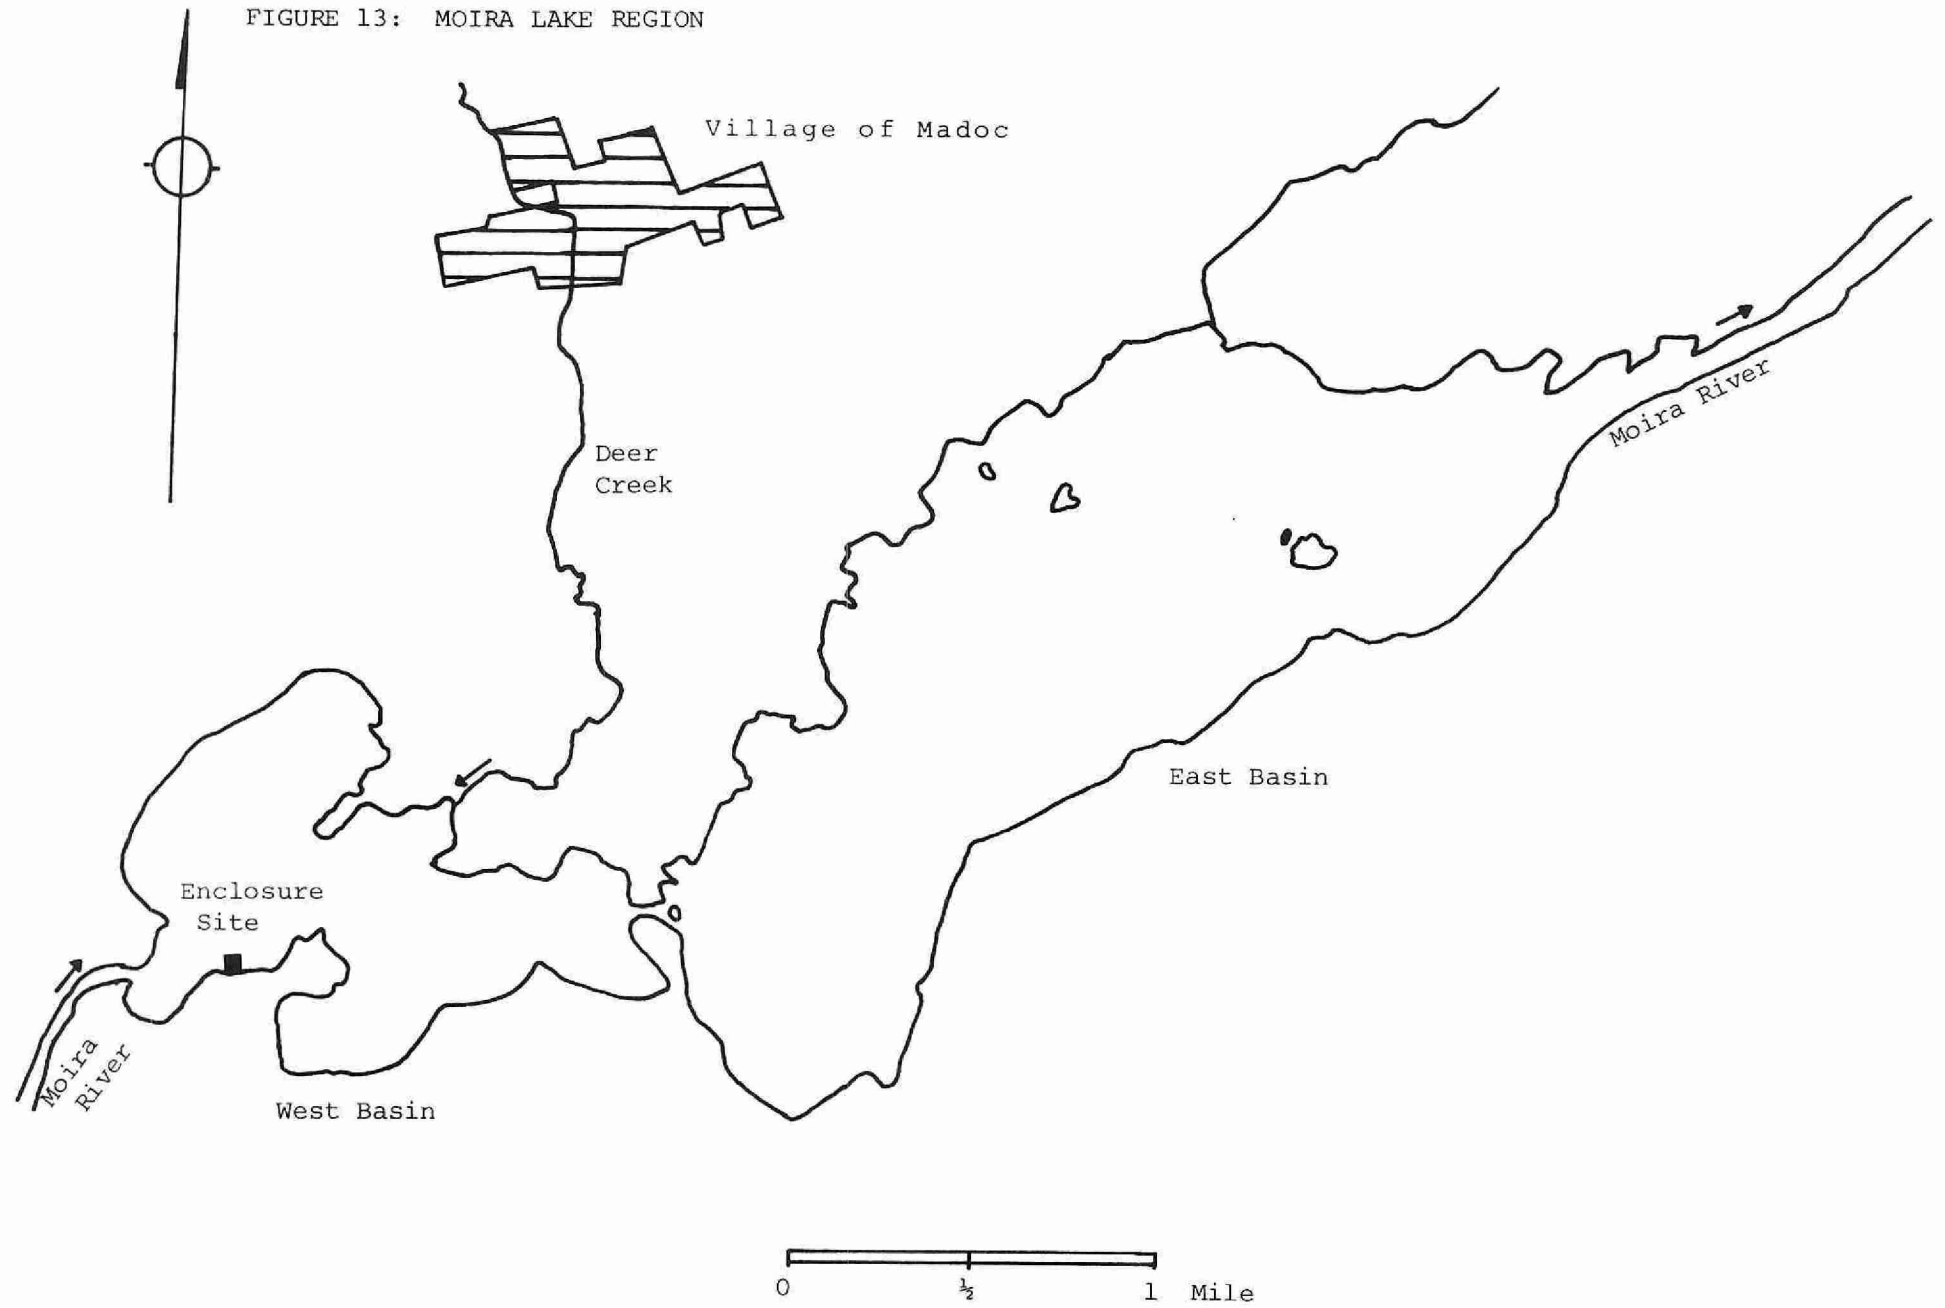 FIGURE 13: MOIRA LAKE REGION
Village of Madoc
Moira River
Deer
Creek
East Basin
Enclosure
Site
Moira
River
West Basin
0 ½ 1 Mile